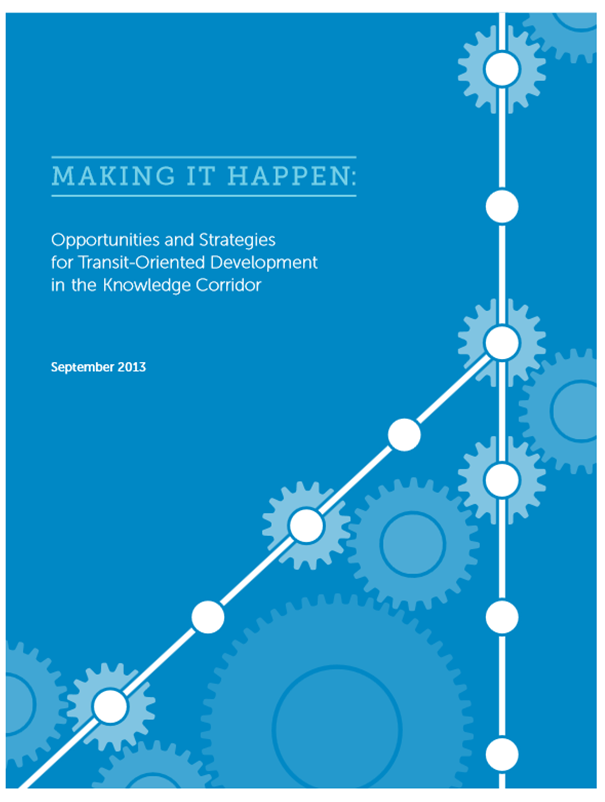 MAKING IT HAPPEN:
Opportunities and Strategies
for Transit-Oriented Development
in the Knowledge Corridor
September 2013